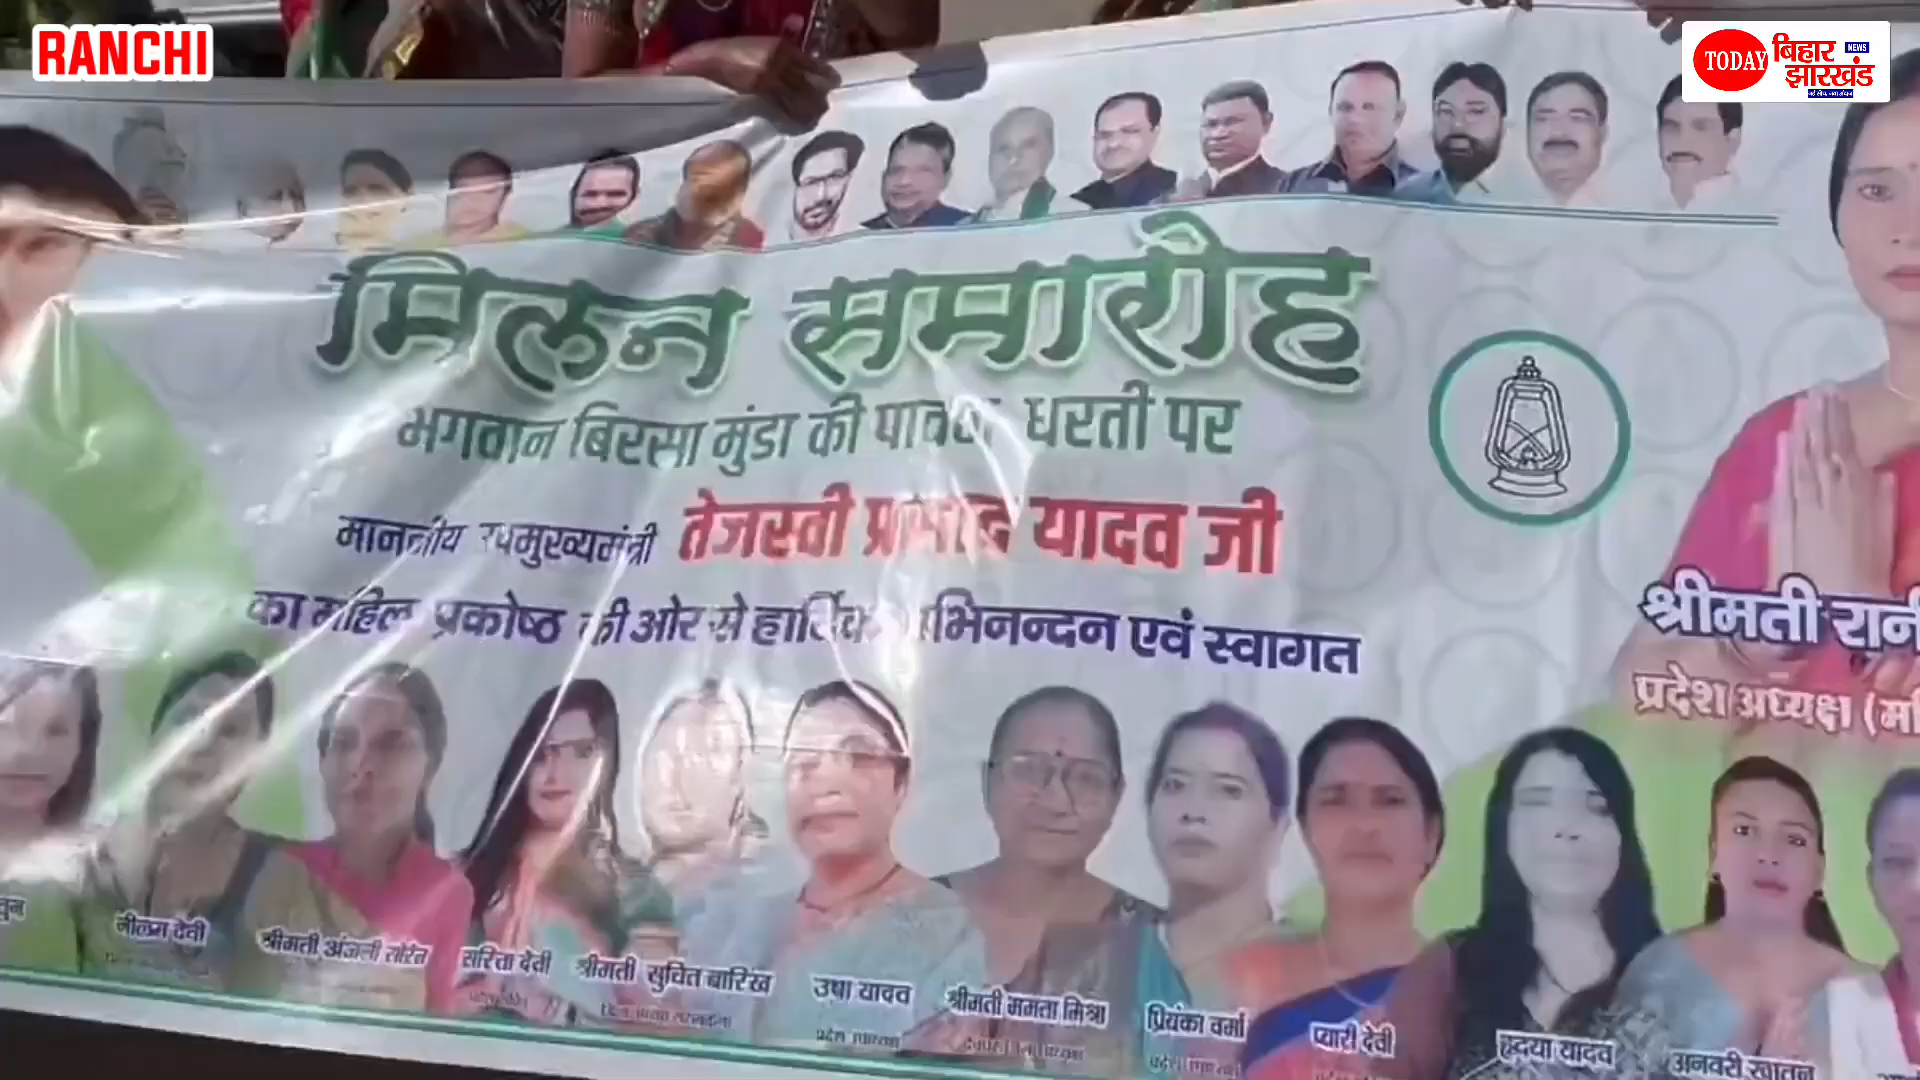 RANCHI
TODAY बिहार झारखंड NEWS
मिलन समारोह
भगवान बिरसा मुंडा की पावन धरती पर
माननीय उपमुख्यमंत्री तेजस्वी प्रसाद यादव जी
का महिला प्रकोष्ठ की ओर से हार्दिक अभिनन्दन एवं स्वागत
श्रीमती
प्रदेश अध्यक्ष
नीलम देवी
श्रीमती अंजली सोरेन
सरिता देवी
श्रीमती सुचित बारिख
उषा यादव
श्रीमती ममता मिश्रा
प्रियंका वर्मा
प्यारी देवी
हृदया यादव
अनवरी खातून